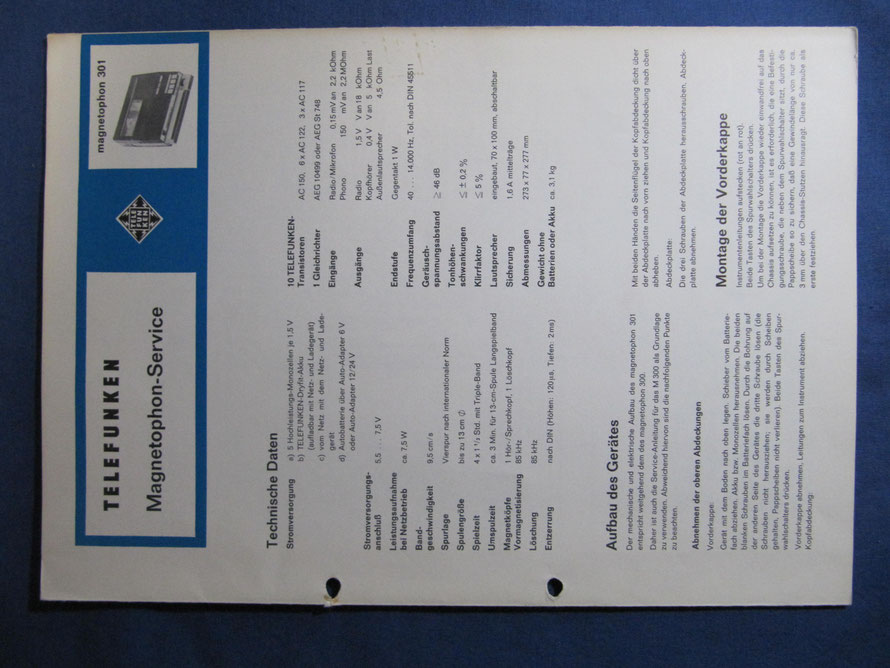 TELEFUNKEN
Magnetophon-Service
TELE
FUN
KEN
magnetophon 301
Technische Daten
Stromversorgung a) 5 Hochleistungs-Monozellen je 1,5 V
b) TELEFUNKEN-Dryfit-Akku
(aufladbar mit Netz- und Ladegerät)
c) vom Netz mit dem Netz- und Lade-
gerät
d) Autobatterie über Auto-Adapter 6 V
oder Auto-Adapter 12/24 V
Stromversorgungs-
anschluß 5,5 . . . 7,5 V
Leistungsaufnahme
bei Netzbetrieb ca. 7,5 W
Band-
geschwindigkeit 9,5 cm/s
Spurlage Vierspur nach internationaler Norm
Spulengröße bis zu 13 cm ∅
Spielzeit 4 x 1 1/2 Std. mit Triple-Band
Umspulzeit ca. 3 Min. für 13-cm-Spule Langspielband
Magnetköpfe 1 Hör-/Sprechkopf, 1 Löschkopf
Vormagnetisierung 85 kHz
Löschung 85 kHz
Entzerrung nach DIN (Höhen: 120 µs, Tiefen: 2 ms)
10 TELEFUNKEN-
Transistoren AC 150, 6 x AC 122, 3 x AC 117
1 Gleichrichter AEG 10499 oder AEG St 748
Eingänge Radio/Mikrofon 0,15 mV an 2,2 kOhm
Phono 150 mV an 2,2 MOhm
Ausgänge Radio 1,5 V V an 18 kOhm
Kopfhörer 0,4 V V an 5 kOhm Last
Außenlautsprecher 4,5 Ohm
Endstufe Gegentakt 1 W
Frequenzumfang 40 . . . 14.000 Hz, Tol. nach DIN 45511
Geräusch-
spannungsabstand ≥ 46 dB
Tonhöhen-
schwankungen ≤ ± 0,2 %
Klirrfaktor ≤ 5 %
Lautsprecher eingebaut, 70 x 100 mm, abschaltbar
Sicherung 1,6 A mittelträge
Abmessungen 273 x 77 x 277 mm
Gewicht ohne
Batterien oder Akku ca. 3,1 kg
Aufbau des Gerätes
Der mechanische und elektrische Aufbau des magnetophon 301
entspricht weitgehend dem des magnetophon 300.
Daher ist auch die Service-Anleitung für das M 300 als Grundlage
zu verwenden. Abweichend hiervon sind die nachfolgenden Punkte
zu beachten.
Abnehmen der oberen Abdeckungen
Vorderkappe:
Gerät mit dem Boden nach oben legen. Schieber vom Batterie-
fach abziehen. Akku bzw. Monozellen herausnehmen. Die beiden
blanken Schrauben im Batteriefach lösen. Durch die Bohrung auf
der anderen Seite des Gerätes die dritte Schraube lösen (die
Schrauben nicht herausziehen; sie werden durch Scheiben
gehalten, Pappscheiben nicht verlieren). Beide Tasten des Spur-
wahlschalters drücken.
Vorderkappe abnehmen, Leitungen zum Instrument abziehen.
Kopfabdeckung:
Mit beiden Händen die Seitenflügel der Kopfabdeckung dicht über
der Abdeckplatte nach vorn ziehen und Kopfabdeckung nach oben
abheben.
Abdeckplatte:
Die drei Schrauben der Abdeckplatte herausschrauben, Abdeck-
platte abnehmen.
Montage der Vorderkappe
Instrumentenleitungen aufstecken (rot an rot).
Beide Tasten des Spurwahlschalters drücken.
Um bei der Montage die Vorderkappe wieder einwandfrei auf das
Chassis aufsetzen zu können, ist es erforderlich, die eine Befesti-
gungsschraube, die neben dem Spurwahlschalter sitzt, durch die
Pappscheibe so zu sichern, daß eine Gewindelänge von nur ca.
3 mm über den Chassis-Stutzen hinausragt. Diese Schraube als
erste festziehen.